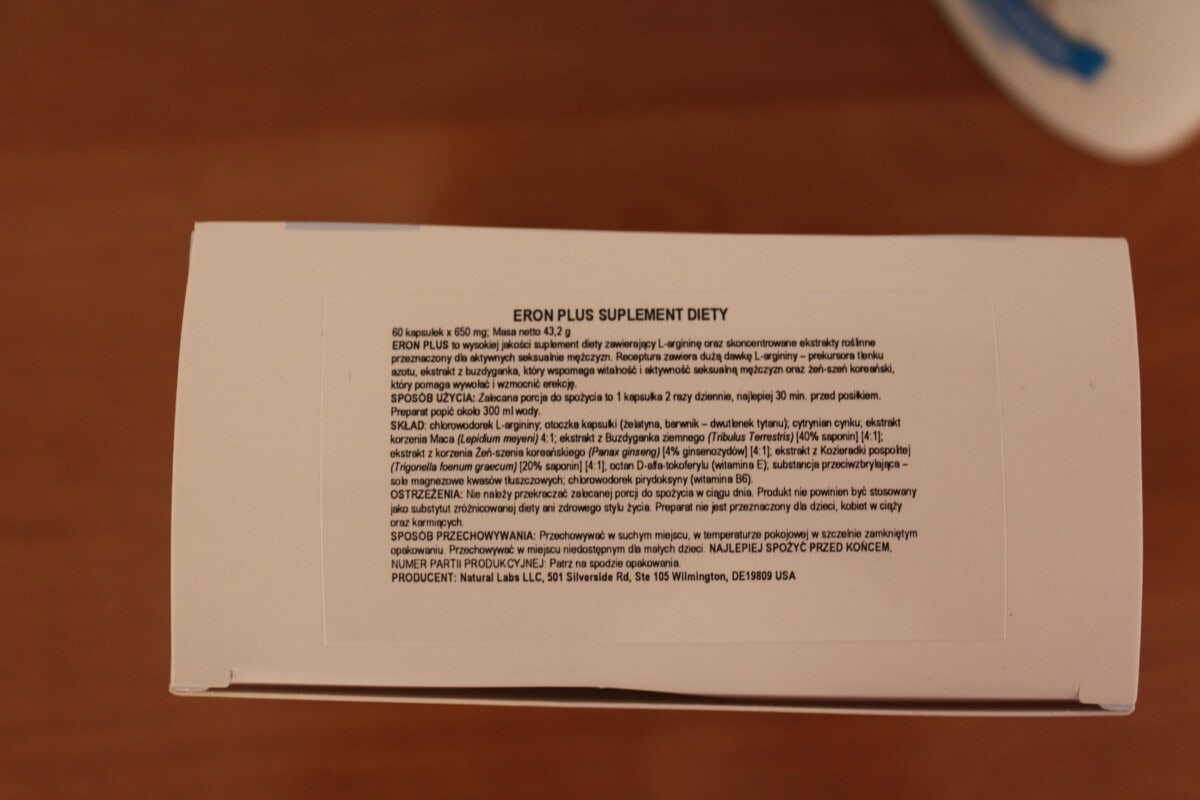 ERON PLUS SUPLEMENT DIETY
60 kapsułek x 650 mg; Masa netto 43,2 g
ERON PLUS to wysokiej jakości suplement diety zawierający L-argininę oraz skoncentrowane ekstrakty roślinne
przeznaczony dla aktywnych seksualnie mężczyzn. Receptura zawiera dużą dawkę L-argininy – prekursora tlenku
azotu, ekstrakt z buzdyganka, który wspomaga witalność i aktywność seksualną mężczyzn oraz żeń-szeń koreański,
który pomaga wywołać i wzmocnić erekcję.
SPOSÓB UŻYCIA: Zalecana porcja do spożycia to 1 kapsułka 2 razy dziennie, najlepiej 30 min. przed posiłkiem.
Preparat popić około 300 ml wody.
SKŁAD: chlorowodorek L-argininy; otoczka kapsułki (żelatyna, barwnik – dwutlenek tytanu); cytrynian cynku; ekstrakt
korzenia Maca (Lepidium meyeni) 4:1; ekstrakt z Buzdyganka ziemnego (Tribulus Terrestris) [40% saponin] [4:1];
ekstrakt z korzenia Żeń-szenia koreańskiego (Panax ginseng) [4% ginsenozydów] [4:1]; ekstrakt z Kozieradki pospolitej
(Trigonella foenum graecum) [20% saponin] [4:1]; octan D-alfa-tokoferylu (witamina E); substancja przeciwzbrylająca –
sole magnezowe kwasów tłuszczowych; chlorowodorek pirydoksyny (witamina B6).
OSTRZEŻENIA: Nie należy przekraczać zalecanej porcji do spożycia w ciągu dnia. Produkt nie powinien być stosowany
jako substytut zróżnicowanej diety ani zdrowego stylu życia. Preparat nie jest przeznaczony dla dzieci, kobiet w ciąży
oraz karmiących.
SPOSÓB PRZECHOWYWANIA: Przechowywać w suchym miejscu, w temperaturze pokojowej w szczelnie zamkniętym
opakowaniu. Przechowywać w miejscu niedostępnym dla małych dzieci. NAJLEPIEJ SPOŻYĆ PRZED KOŃCEM,
NUMER PARTII PRODUKCYJNEJ: Patrz na spodzie opakowania.
PRODUCENT: Natural Labs LLC, 501 Silverside Rd, Ste 105 Wilmington, DE19809 USA